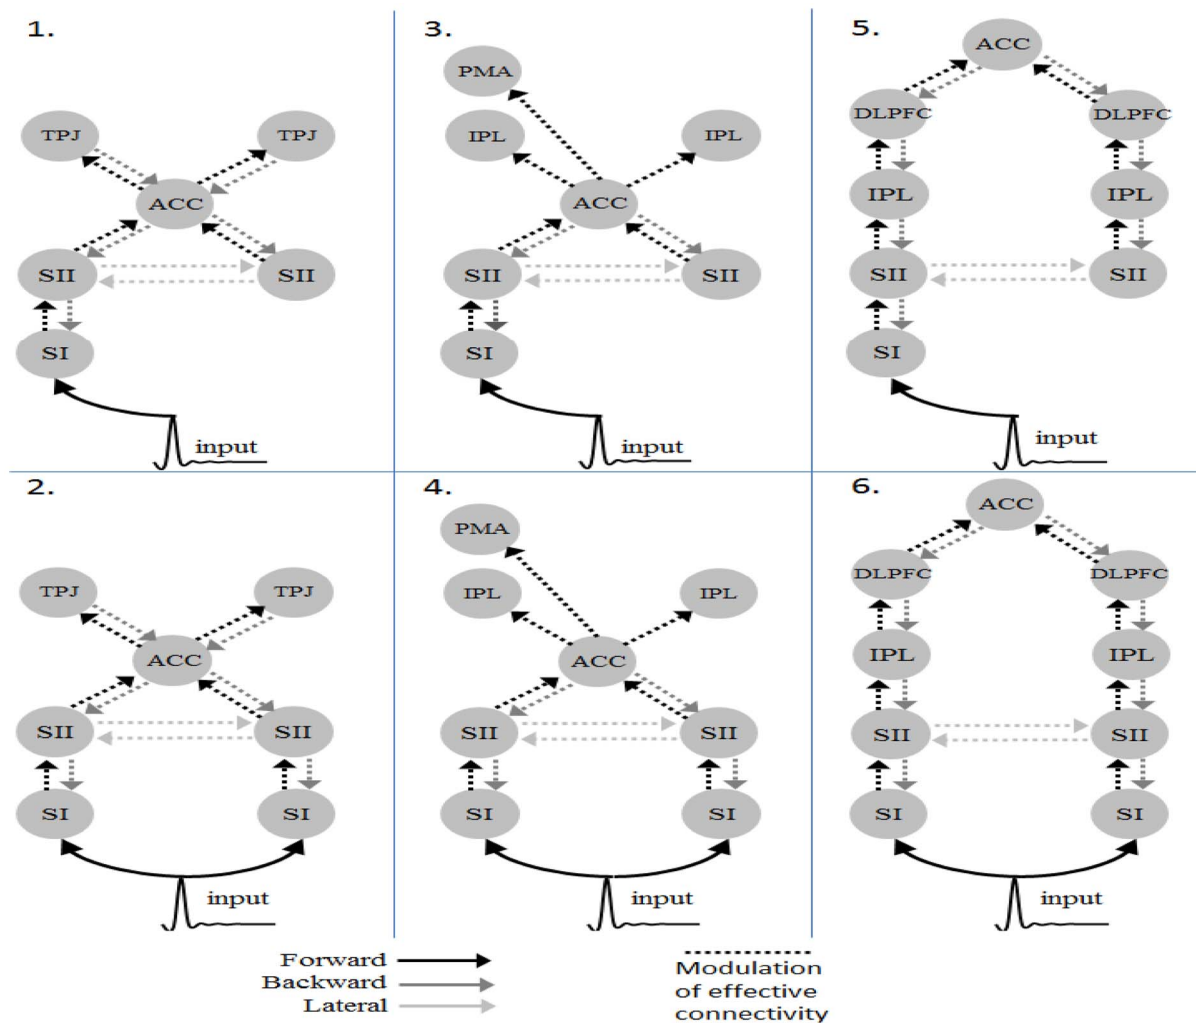 1.
TPJ
TPJ
ACC
SII
SII
SI
input
3.
PMA
IPL
IPL
ACC
SII
SII
SI
input
5.
ACC
DLPFC
DLPFC
IPL
IPL
SII
SII
SI
input
2.
TPJ
TPJ
ACC
SII
SII
SI
SI
input
4.
PMA
IPL
IPL
ACC
SII
SII
SI
SI
input
6.
ACC
DLPFC
DLPFC
IPL
IPL
SII
SII
SI
SI
input
Forward
Backward
Lateral
Modulation
of effective
connectivity